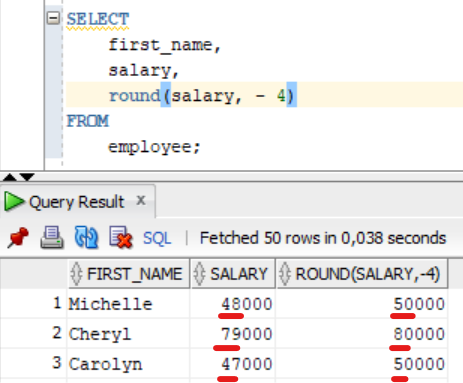 SELECT
first_name,
salary,
round(salary, - 4)
FROM
employee;
Query Result x
SQL | Fetched 50 rows in 0,038 seconds
FIRST_NAME SALARY ROUND(SALARY,-4)
1 Michelle 48000 50000
2 Cheryl 79000 80000
3 Carolyn 47000 50000